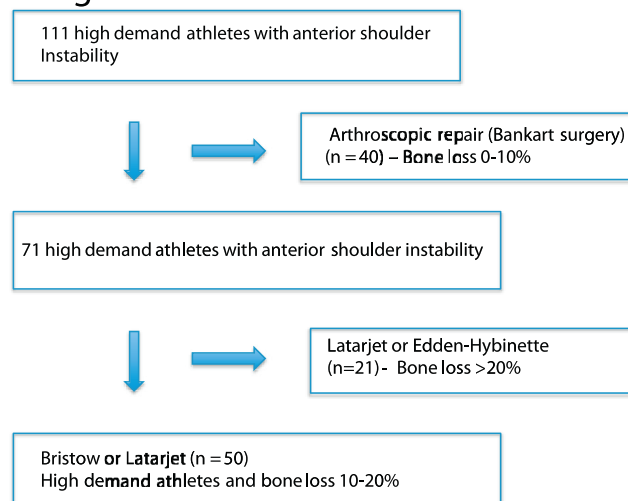 111 high demand athletes with anterior shoulder
Instability
Arthroscopic repair (Bankart surgery)
(n = 40) – Bone loss 0-10%
71 high demand athletes with anterior shoulder instability
Latarjet or Edden-Hybinette
(n=21) - Bone loss >20%
Bristow or Latarjet (n = 50)
High demand athletes and bone loss 10-20%